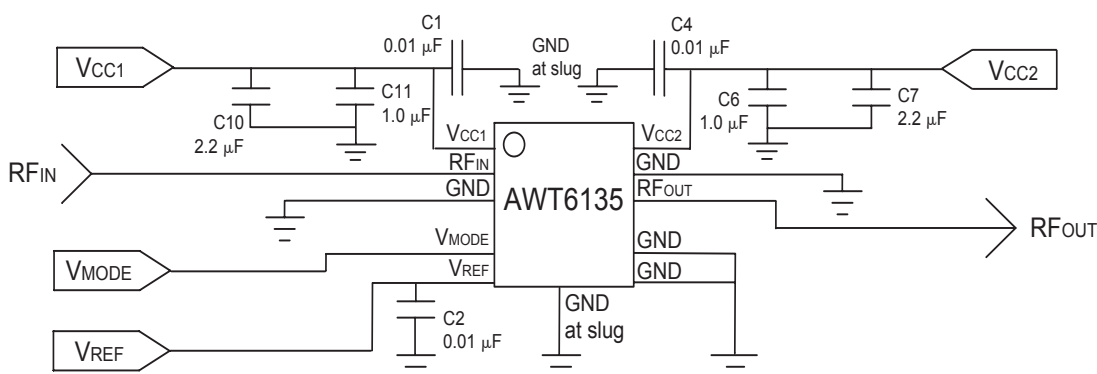 C1
0.01 µF
GND
at slug
C4
0.01 µF
VCC1
VCC2
C10
2.2 µF
C11
1.0 µF
C6
1.0 µF
C7
2.2 µF
VCC1
VCC2
RFIN
RFIN
GND
GND
RFOUT
AWT6135
RFOUT
VMODE
VMODE
GND
VREF
GND
C2
0.01 µF
GND
at slug
VREF